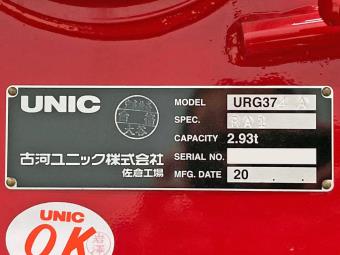 UNIC
MODEL URG374 A
SPEC.
CAPACITY 2.93t
SERIAL NO.
古河ユニック株式会社
佐倉工場
MFG. DATE 20
UNIC
OK